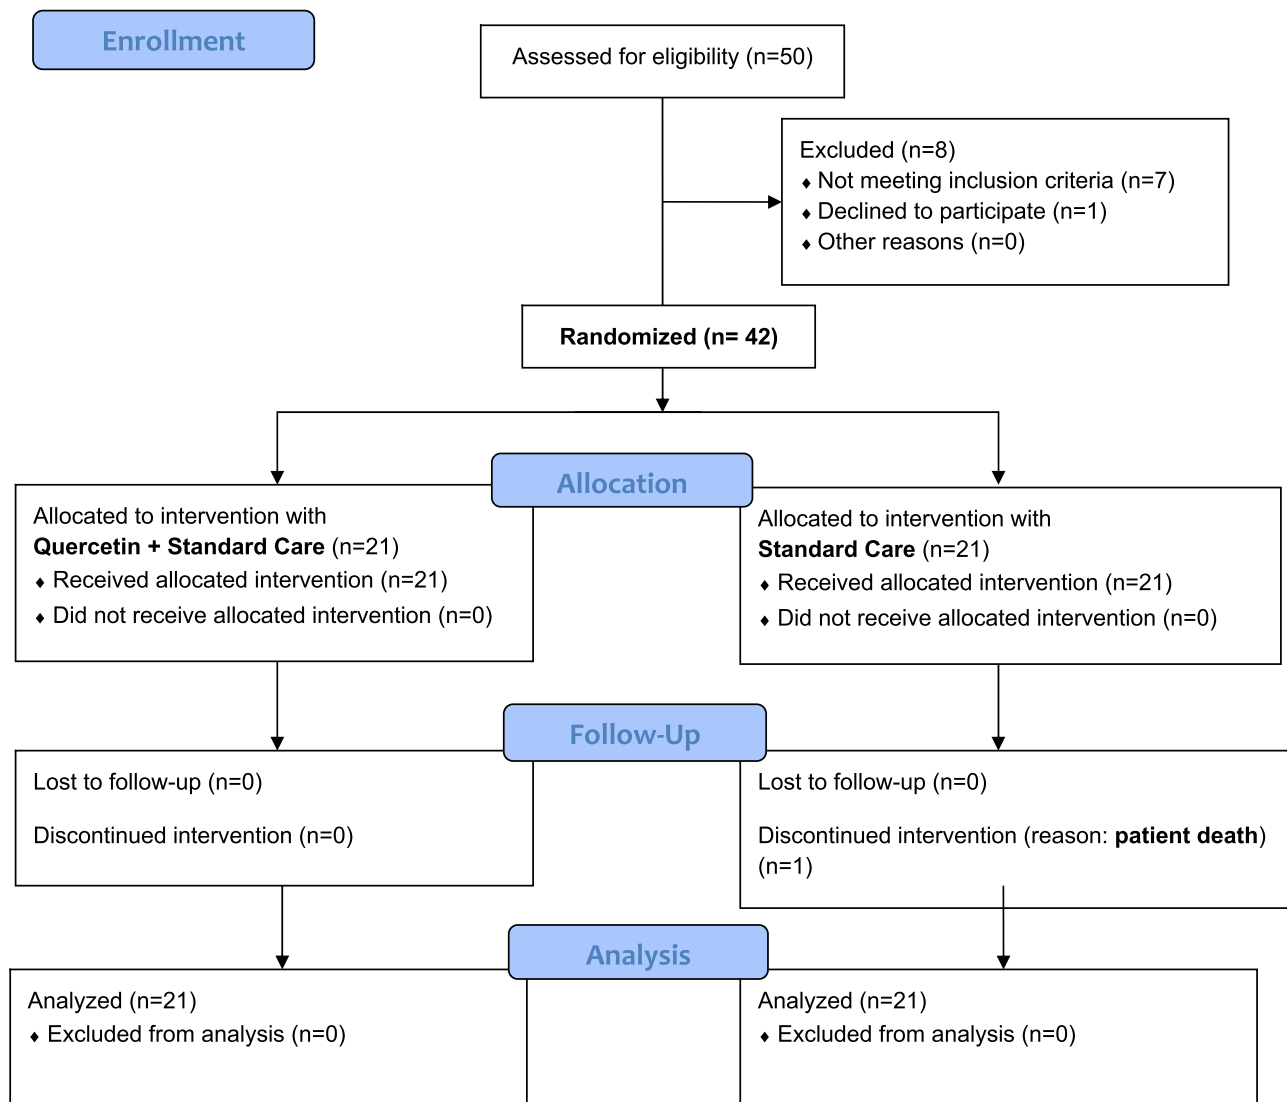 Enrollment
Assessed for eligibility (n=50)
Excluded (n=8)
♦ Not meeting inclusion criteria (n=7)
♦ Declined to participate (n=1)
♦ Other reasons (n=0)
Randomized (n= 42)
Allocation
Allocated to intervention with
Quercetin + Standard Care (n=21)
♦ Received allocated intervention (n=21)
♦ Did not receive allocated intervention (n=0)
Allocated to intervention with
Standard Care (n=21)
♦ Received allocated intervention (n=21)
♦ Did not receive allocated intervention (n=0)
Follow-Up
Lost to follow-up (n=0)
Discontinued intervention (n=0)
Lost to follow-up (n=0)
Discontinued intervention (reason: patient death)
(n=1)
Analysis
Analyzed (n=21)
♦ Excluded from analysis (n=0)
Analyzed (n=21)
♦ Excluded from analysis (n=0)